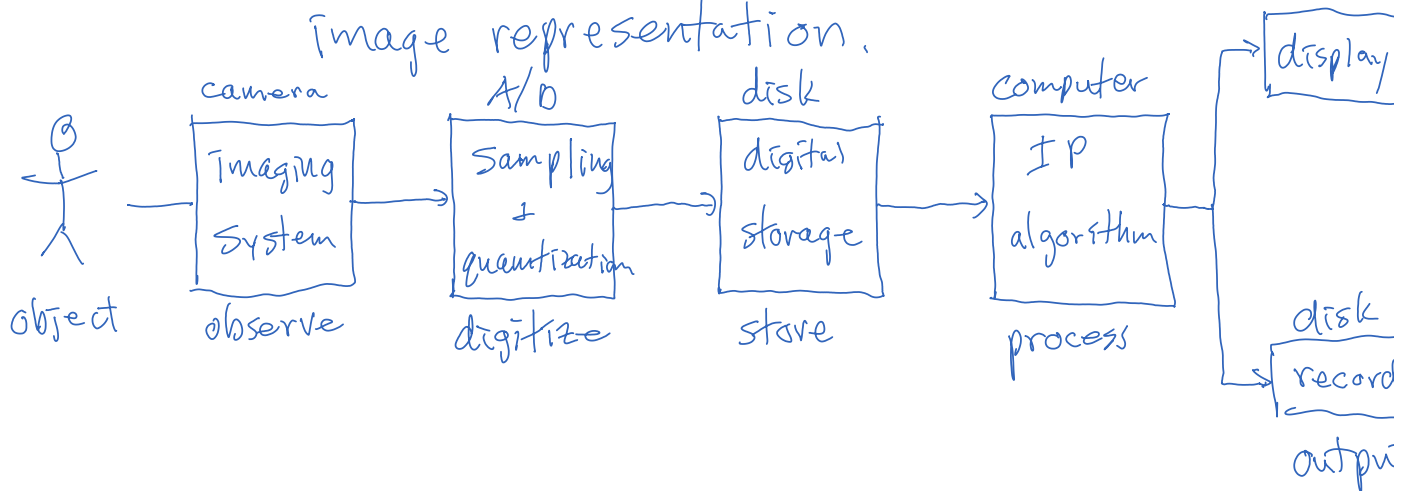 image representation.
camera
A/D
disk
computer
display
imaging
system
sampling
+
quantization
digital
storage
IP
algorithm
object
observe
digitize
store
process
disk
record